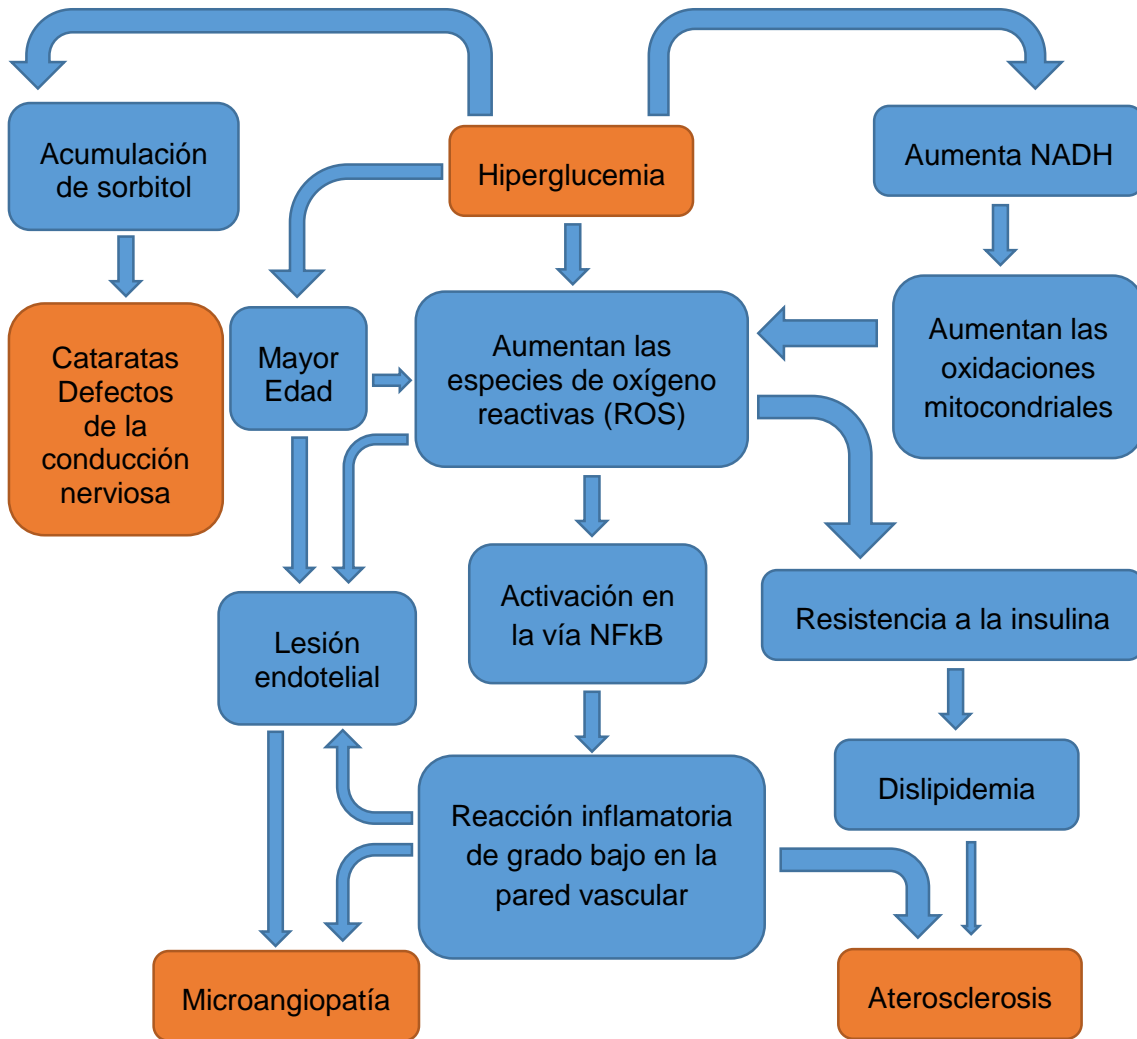 Acumulación
de sorbitol
Hiperglucemia
Aumenta NADH
Cataratas
Defectos
de la
conducción
nerviosa
Mayor
Edad
Aumentan las
especies de oxígeno
reactivas (ROS)
Aumentan las
oxidaciones
mitocondriales
Lesión
endotelial
Activación en
la vía NFkB
Resistencia a la insulina
Reacción inflamatoria
de grado bajo en la
pared vascular
Dislipidemia
Microangiopatía
Aterosclerosis